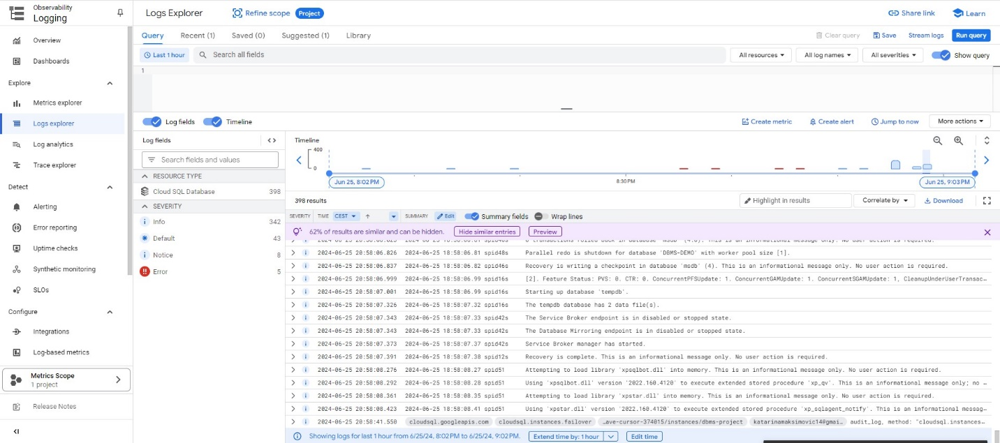 Observability
Logging
Logs Explorer
Refine scope
Project
Share link
Learn
Query
Recent (1)
Saved (0)
Suggested (1)
Library
Clear query
Save
Stream logs
Run query
Last 1 hour
Search all fields
All resources
All log names
All severities
Show query
1
Overview
Dashboards
Explore
Metrics explorer
Logs explorer
Log analytics
Trace explorer
Detect
Alerting
Error reporting
Uptime checks
Synthetic monitoring
SLOs
Configure
Integrations
Log-based metrics
Metrics Scope
1 project
Release Notes
Log fields
Timeline
Create metric
Create alert
Jump to now
More actions
Log fields
Search fields and values
RESOURCE TYPE
Cloud SQL Database 398
SEVERITY
Info 342
Default 43
Notice 8
Error 5
Timeline
400
0
Jun 25, 8:02 PM
8:30 PM
Jun 25, 9:03 PM
398 results
Highlight in results
Correlate by
Download
SEVERITY TIME CEST SUMMARY Edit Summary fields Wrap lines
62% of results are similar and can be hidden. Hide similar entries Preview
2024-06-25 20:58:06.826 2024-06-25 18:58:06.81 spid48s Parallel redo is shutdown for database 'DBMS-DEMO' with worker pool size [1].
2024-06-25 20:58:06.837 2024-06-25 18:58:06.82 spid46s Recovery is writing a checkpoint in database 'msdb' (4). This is an informational message only. No user action is required.
2024-06-25 20:58:06.999 2024-06-25 18:58:06.99 spid16s [2]. Feature Status: PVS: 0. CTR: 0. ConcurrentPFSUpdate: 1. ConcurrentGAMUpdate: 1. ConcurrentSGAMUpdate: 1, CleanupUnderUserTransac…
2024-06-25 20:58:07.001 2024-06-25 18:58:06.99 spid16s Starting up database 'tempdb'.
2024-06-25 20:58:07.326 2024-06-25 18:58:07.32 spid16s The tempdb database has 2 data file(s).
2024-06-25 20:58:07.343 2024-06-25 18:58:07.33 spid42s The Service Broker endpoint is in disabled or stopped state.
2024-06-25 20:58:07.343 2024-06-25 18:58:07.33 spid42s The Database Mirroring endpoint is in disabled or stopped state.
2024-06-25 20:58:07.373 2024-06-25 18:58:07.37 spid42s Service Broker manager has started.
2024-06-25 20:58:07.391 2024-06-25 18:58:07.38 spid12s Recovery is complete. This is an informational message only. No user action is required.
2024-06-25 20:58:08.276 2024-06-25 18:58:08.27 spid51 Attempting to load library 'xpsqlbot.dll' into memory. This is an informational message only. No user action is required.
2024-06-25 20:58:08.292 2024-06-25 18:58:08.28 spid51 Using 'xpsqlbot.dll' version '2022.160.4120' to execute extended stored procedure 'xp_qv'. This is an informational message only; no …
2024-06-25 20:58:08.361 2024-06-25 18:58:08.35 spid51 Attempting to load library 'xpstar.dll' into memory. This is an informational message only. No user action is required.
2024-06-25 20:58:08.423 2024-06-25 18:58:08.41 spid51 Using 'xpstar.dll' version '2022.160.4120' to execute extended stored procedure 'xp_sqlagent_notify'. This is an informational messag…
2024-06-25 20:58:41.550 cloudsql.googleapis.com cloudsql.instances.failover …ave-cursor-374015/instances/dbms-project katarinamaksimovic14@gmai… audit_log, method: "cloudsql.instances…
Showing logs for last 1 hour from 6/25/24, 8:02 PM to 6/25/24, 9:02 PM. Extend time by: 1 hour Edit time